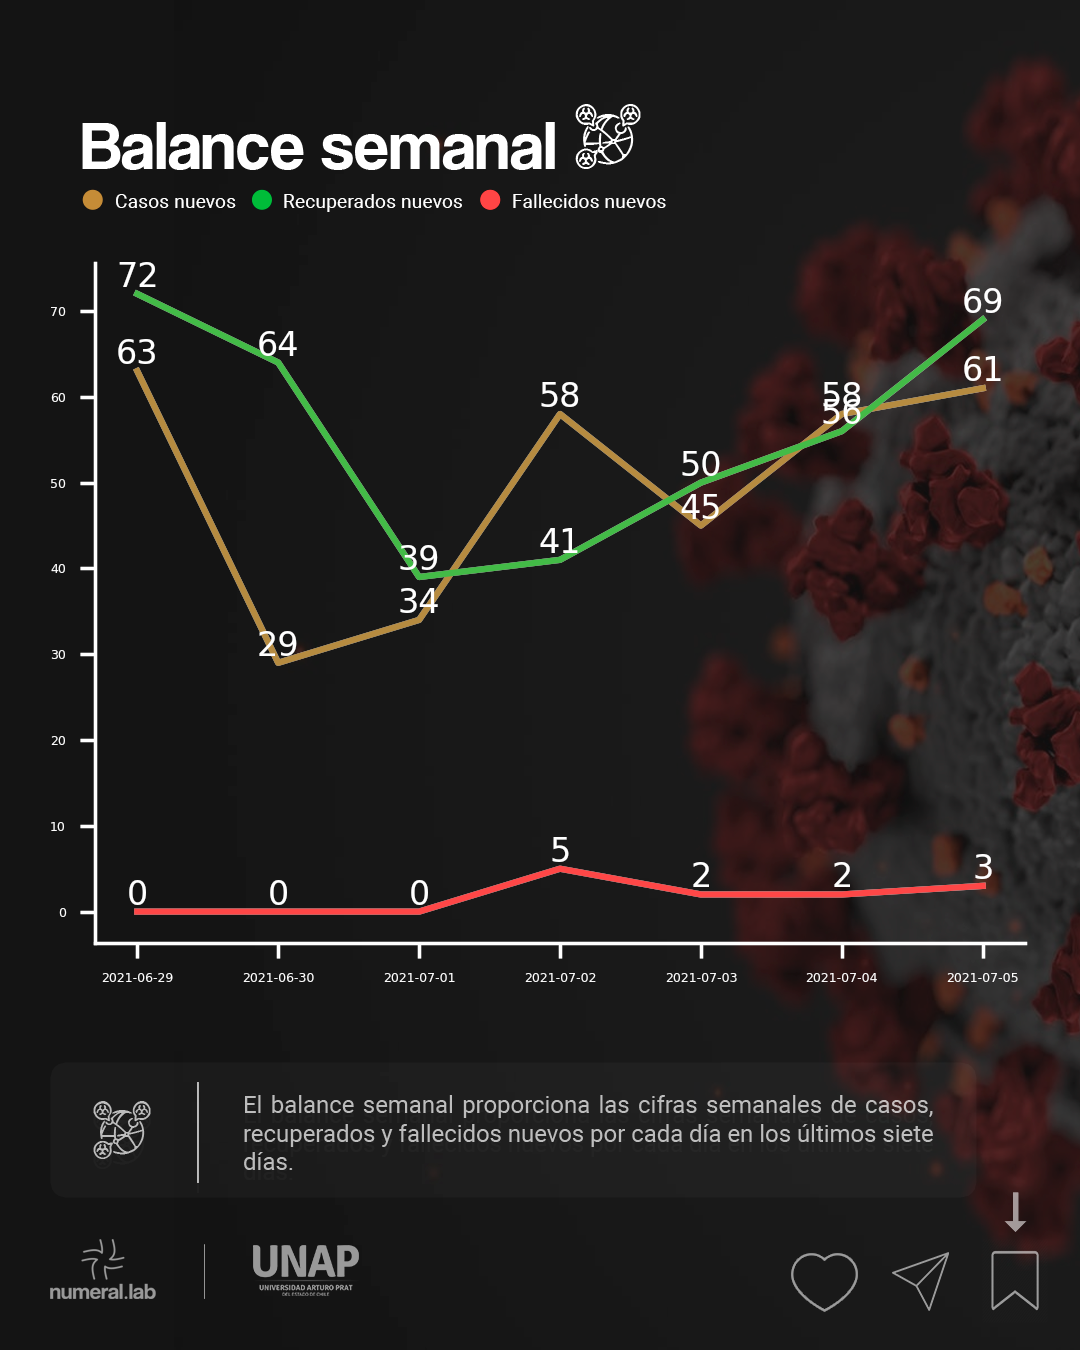 Balance semanal
Casos nuevos Recuperados nuevos Fallecidos nuevos
72
63
64
29
39
34
58
41
50
45
58
56
69
61
0
0
0
5
2
2
3
70
60
50
40
30
20
10
0
2021-06-29 2021-06-30 2021-07-01 2021-07-02 2021-07-03 2021-07-04 2021-07-05
El balance semanal proporciona las cifras semanales de casos,
recuperados y fallecidos nuevos por cada día en los últimos siete
días.
numeral.lab
UNAP
UNIVERSIDAD ARTURO PRAT
DEL ESTADO DE CHILE